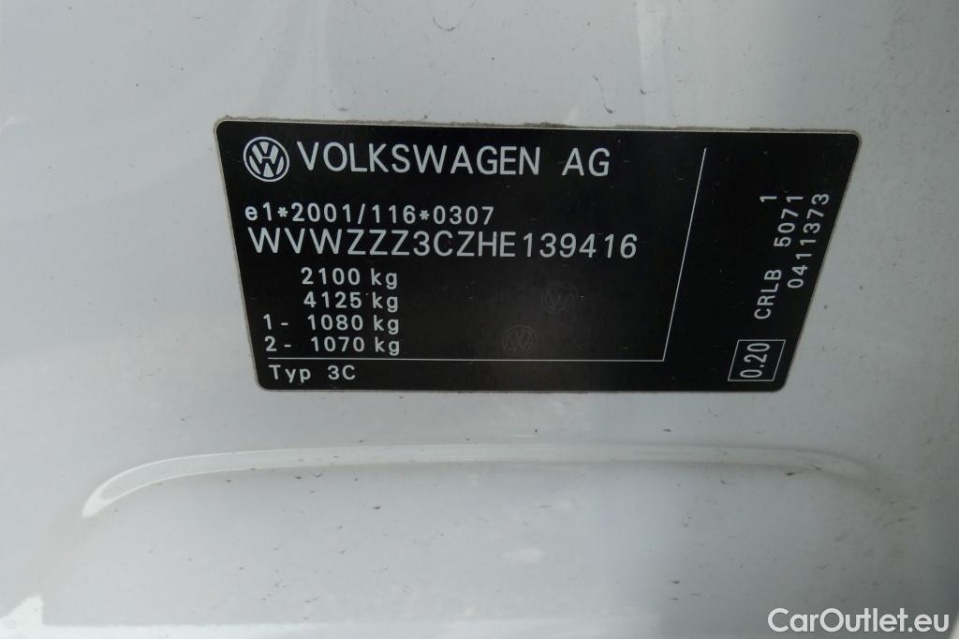 VOLKSWAGEN AG
e1*2001/116*0307
WVWZZZ3CZHE139416
2100 kg
4125 kg
1 - 1080 kg
2 - 1070 kg
Typ 3C
1
CRLB 5071
0411373
0.20
CarOutlet.eu